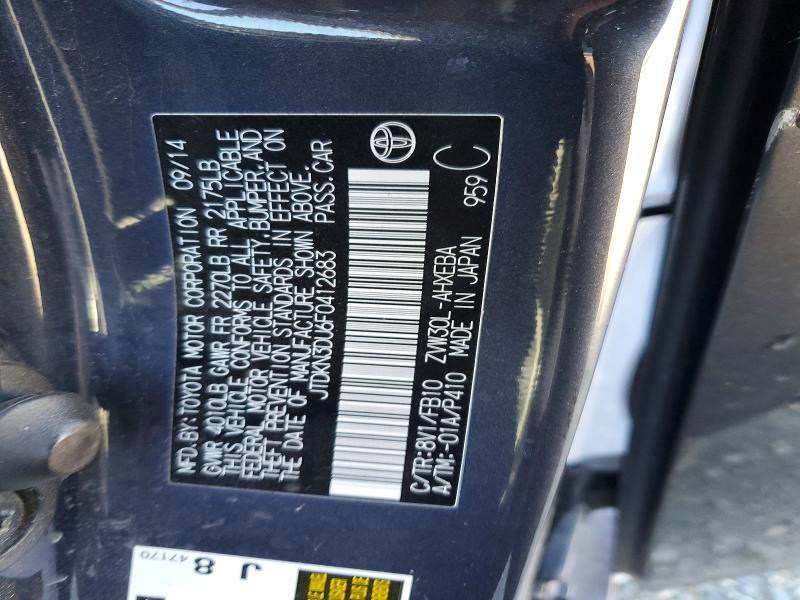 MFD. BY: TOYOTA MOTOR CORPORATION 09/14
GVWR 4010LB GAWR FR 2270LB RR 2175LB
THIS VEHICLE CONFORMS TO ALL APPLICABLE
FEDERAL MOTOR VEHICLE SAFETY, BUMPER, AND
THEFT PREVENTION STANDARDS IN EFFECT ON
THE DATE OF MANUFACTURE SHOWN ABOVE.
JTDKN3DU6F0412683 PASS. CAR
C/TR: 8V1/FB10 ZVW30L-AHXEBA
A/TM: -01A/P410 MADE IN JAPAN 959 C
J 8
47170